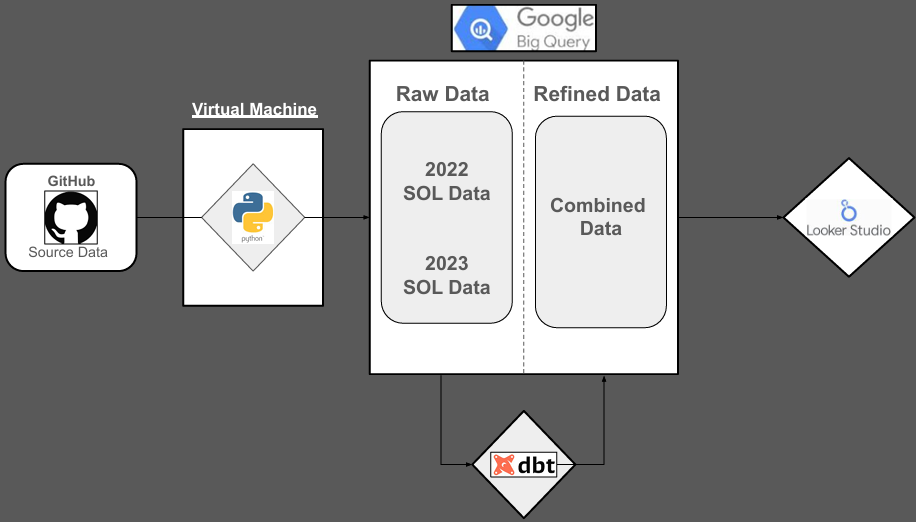 Google
Big Query
Virtual Machine
GitHub
Source Data
python
Raw Data
2022
SOL Data
2023
SOL Data
Refined Data
Combined
Data
Looker Studio
dbt